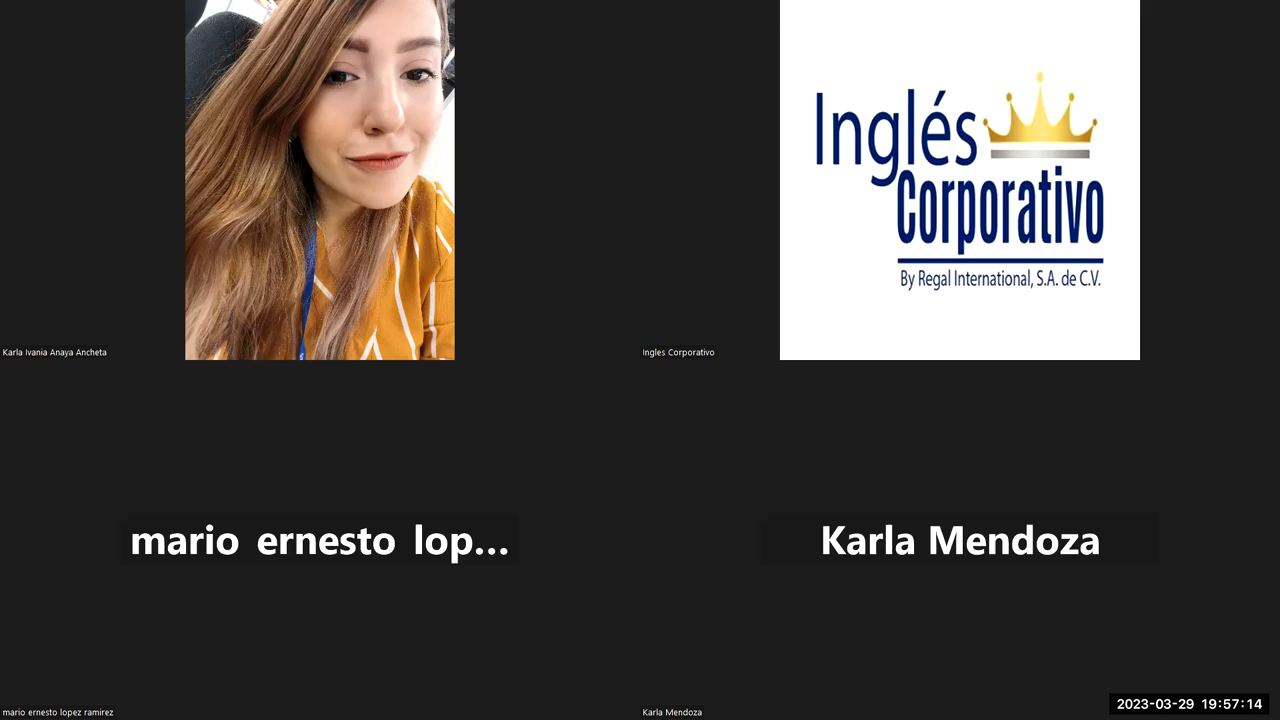 Inglés
Corporativo
By Regal International, S.A. de C.V.
Karla Ivania Anaya Ancheta
Ingles Corporativo
mario ernesto lop...
Karla Mendoza
mario ernesto lopez ramirez
Karla Mendoza
2023-03-29 19:57:14